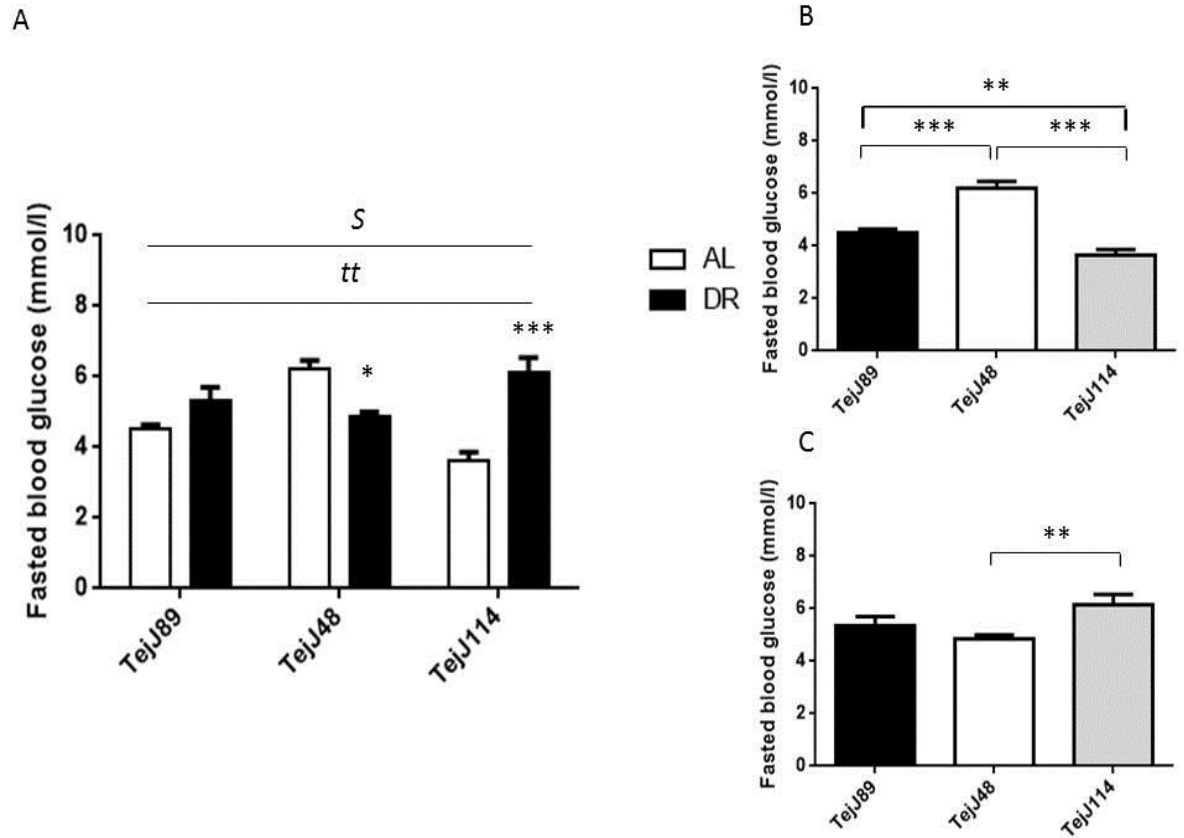 A
Fasted blood glucose (mmol/l)
10
8
6
4
2
0
S
tt
*
***
TejJ89
TejJ48
TejJ114
AL
DR
B
Fasted blood glucose (mmol/l)
10
8
6
4
2
0
**
***
***
TejJ89
TejJ48
TejJ114
C
Fasted blood glucose (mmol/l)
10
8
6
4
2
0
**
TejJ89
TejJ48
TejJ114